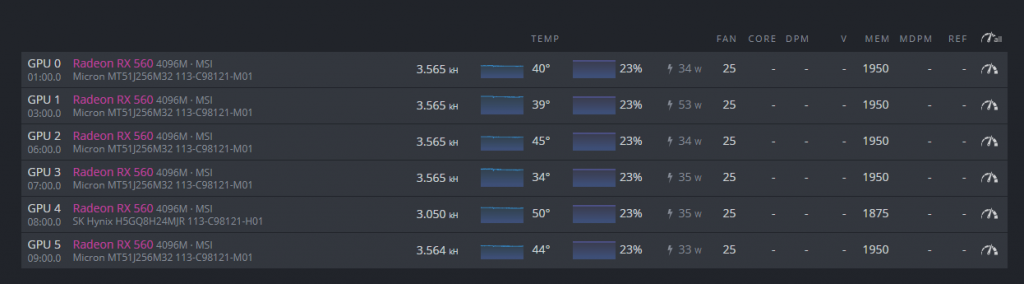 TEMP FAN CORE DPM V MEM MDPM REF all
GPU 0 Radeon RX 560 4096M · MSI
01:00.0 Micron MT51J256M32 113-C98121-M01
3.565 kH 40° 23% 34 w 25 - - - 1950 - -
GPU 1 Radeon RX 560 4096M · MSI
03:00.0 Micron MT51J256M32 113-C98121-M01
3.565 kH 39° 23% 53 w 25 - - - 1950 - -
GPU 2 Radeon RX 560 4096M · MSI
06:00.0 Micron MT51J256M32 113-C98121-M01
3.565 kH 45° 23% 34 w 25 - - - 1950 - -
GPU 3 Radeon RX 560 4096M · MSI
07:00.0 Micron MT51J256M32 113-C98121-M01
3.565 kH 34° 23% 35 w 25 - - - 1950 - -
GPU 4 Radeon RX 560 4096M · MSI
08:00.0 SK Hynix H5GQ8H24MJR 113-C98121-H01
3.050 kH 50° 23% 35 w 25 - - - 1875 - -
GPU 5 Radeon RX 560 4096M · MSI
09:00.0 Micron MT51J256M32 113-C98121-M01
3.564 kH 44° 23% 33 w 25 - - - 1950 - -